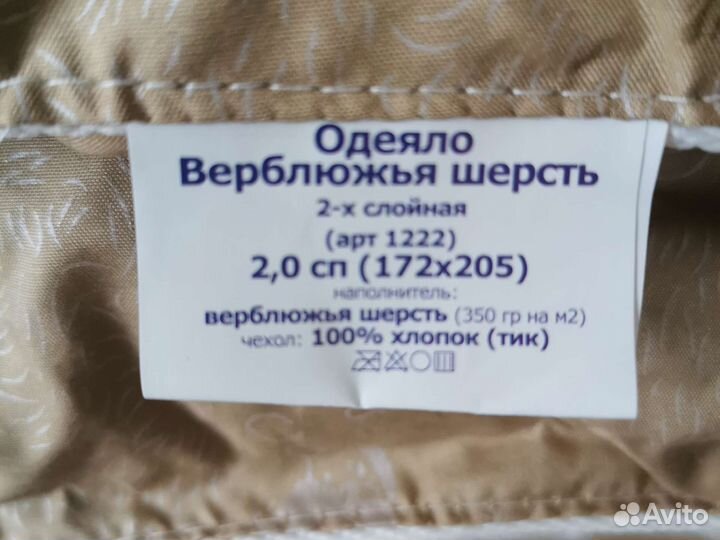 Одеяло
Верблюжья шерсть
2-х слойная
(арт 1222)
2,0 сп (172х205)
наполнитель:
верблюжья шерсть (350 гр на м2)
чехол: 100% хлопок (тик)
Avito